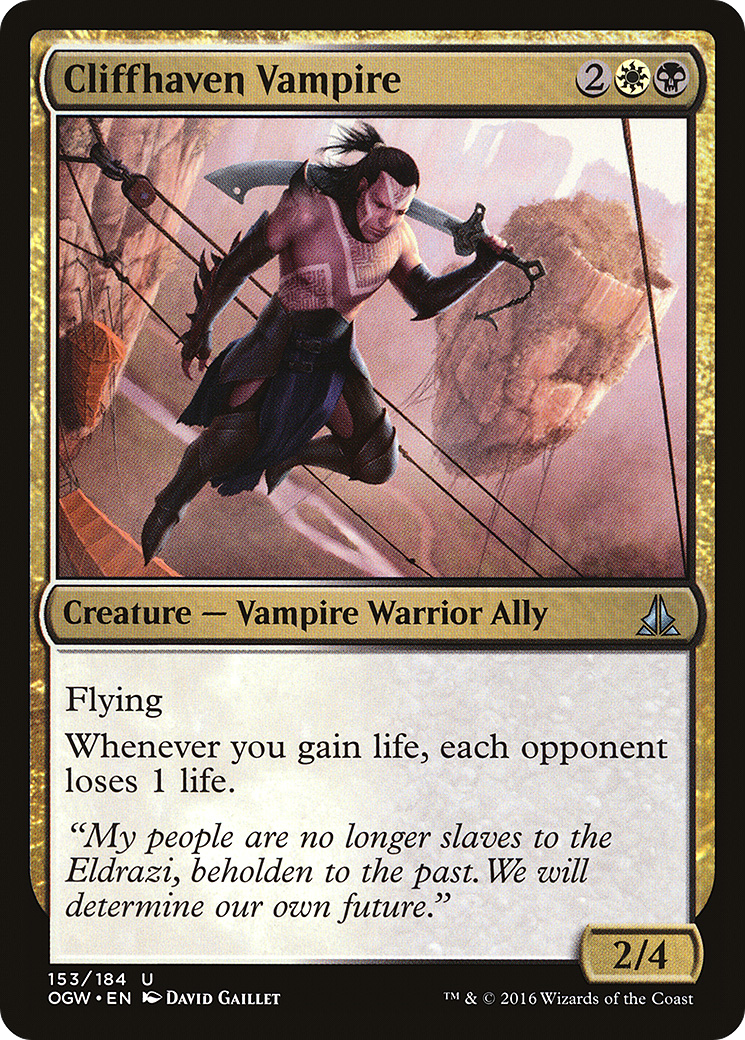 Cliffhaven Vampire 2
Creature — Vampire Warrior Ally
Flying
Whenever you gain life, each opponent
loses 1 life.
“My people are no longer slaves to the
Eldrazi, beholden to the past. We will
determine our own future.”
2/4
153/184 U
OGW • EN DAVID GAILLET
™ & © 2016 Wizards of the Coast